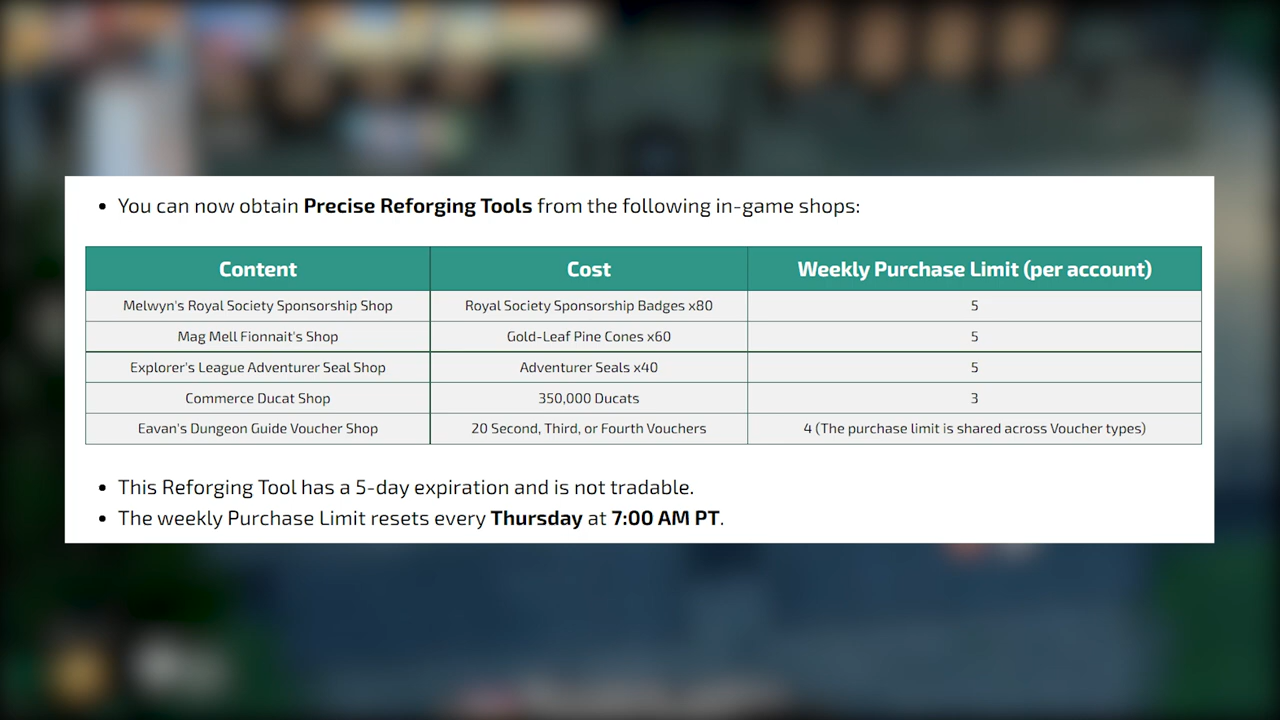 • You can now obtain Precise Reforging Tools from the following in-game shops:
Content Cost Weekly Purchase Limit (per account)
Melwyn's Royal Society Sponsorship Shop Royal Society Sponsorship Badges x80 5
Mag Mell Fionnait's Shop Gold-Leaf Pine Cones x60 5
Explorer's League Adventurer Seal Shop Adventurer Seals x40 5
Commerce Ducat Shop 350,000 Ducats 3
Eavan's Dungeon Guide Voucher Shop 20 Second, Third, or Fourth Vouchers 4 (The purchase limit is shared across Voucher types)
• This Reforging Tool has a 5-day expiration and is not tradable.
• The weekly Purchase Limit resets every Thursday at 7:00 AM PT.